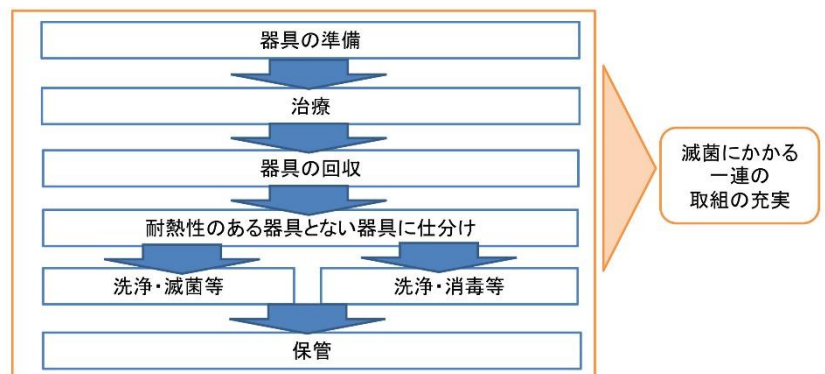 器具の準備
治療
器具の回収
耐熱性のある器具とない器具に仕分け
洗浄・滅菌等
洗浄・消毒等
保管
滅菌にかかる
一連の
取組の充実